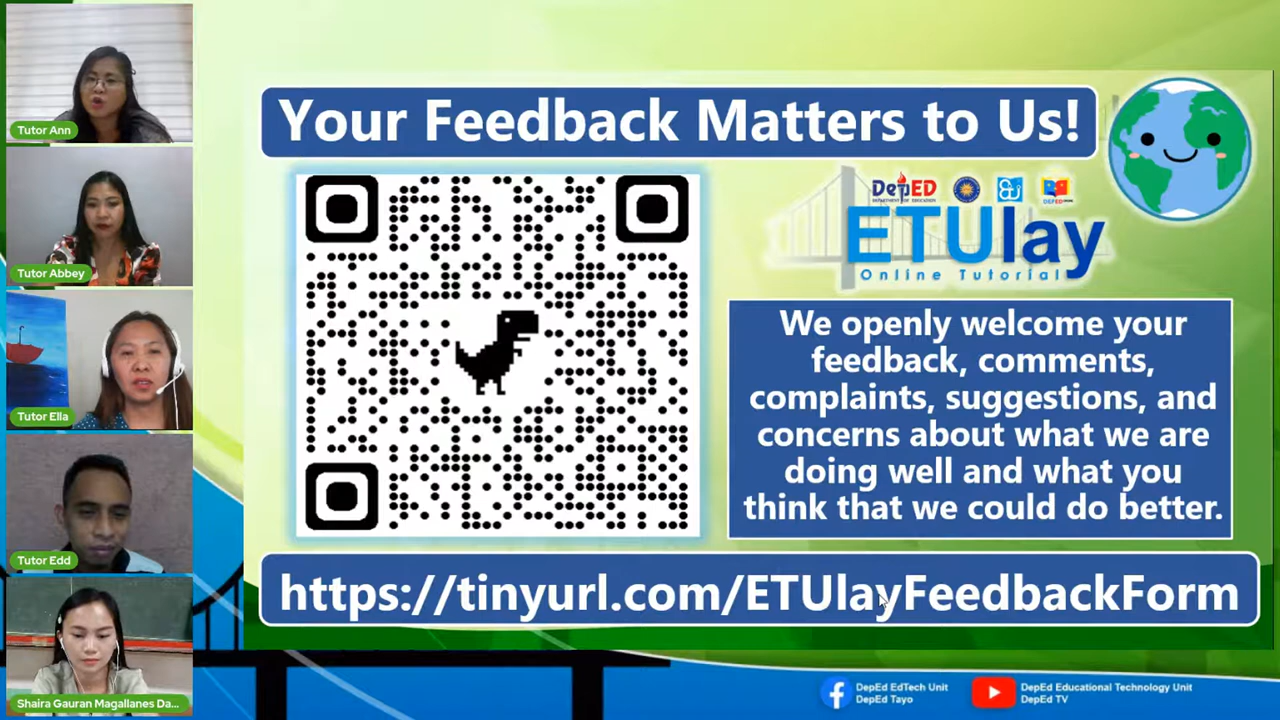 Tutor Ann
Tutor Abbey
Tutor Ella
Tutor Edd
Shaira Gauran Magallanes Da...
Your Feedback Matters to Us!
DepED
DEPARTMENT OF EDUCATION
ETUlay
Online Tutorial
We openly welcome your
feedback, comments,
complaints, suggestions, and
concerns about what we are
doing well and what you
think that we could do better.
https://tinyurl.com/ETUlayFeedbackForm
DepEd EdTech Unit
DepEd Tayo
DepEd Educational Technology Unit
DepEd TV